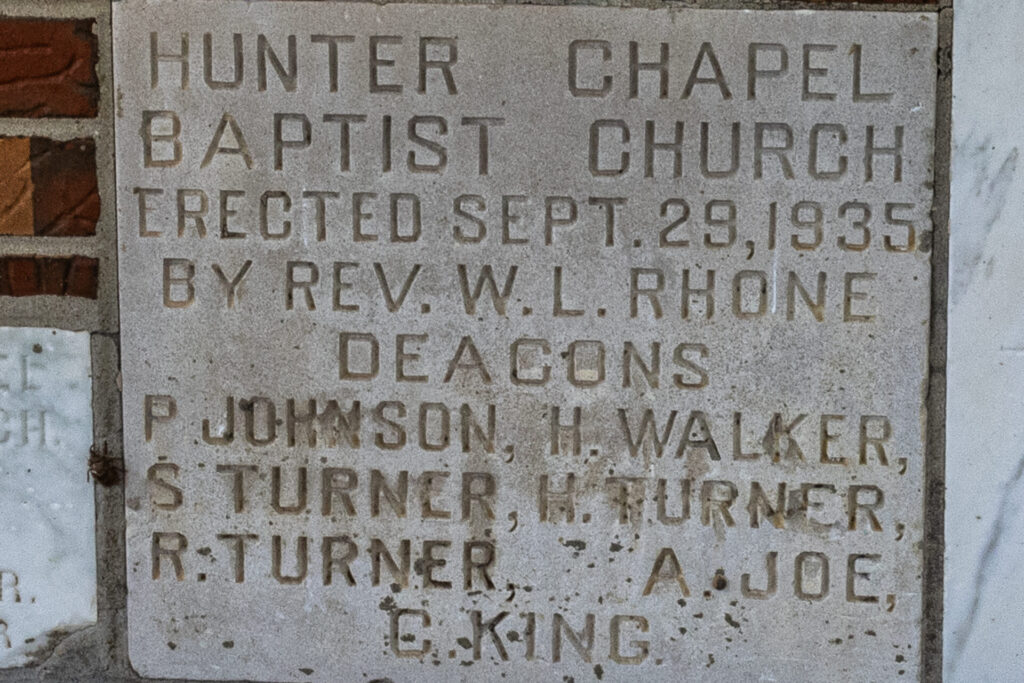 HUNTER CHAPEL
BAPTIST CHURCH
ERECTED SEPT. 29, 1935
BY REV. W. L. RHONE
DEACONS
P JOHNSON, H. WALKER,
S TURNER, H. TURNER,
R. TURNER, A. JOE,
C. KING
CH.
R.
R